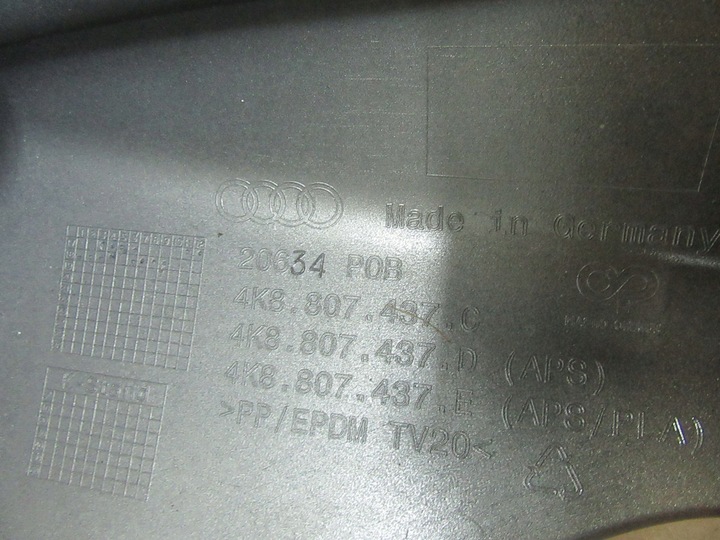 Made in Germany
20634 POB
4K8.807.437.C
4K8.807.437.D (APS)
4K8.807.437.E (APS/PLA)
>PP/EPDM TV20<